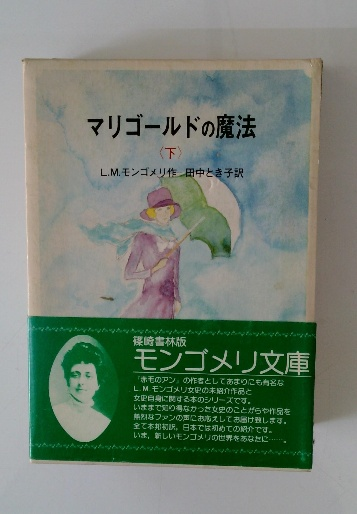 マリゴールドの魔法
〈下〉
L.M.モンゴメリ作 田中とき子訳
篠崎書林版
モンゴメリ文庫
『赤毛のアン』の作者としてあまりにも有名な
L.M.モンゴメリ女史の未紹介作品と
女史自身に関する本のシリーズです。
いままで知り得なかった女史のことがらや作品を
熱烈なファンの声におこたえしてお届け致します。
全て本邦初訳。日本では初めての紹介です。
いま、新しいモンゴメリの世界をあなたに……。